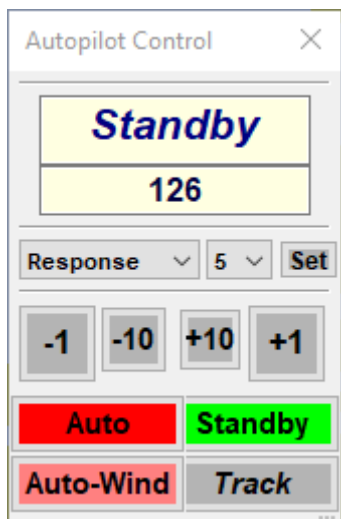 Autopilot Control
Standby
126
Response 5 Set
-1 -10 +10 +1
Auto Standby
Auto-Wind Track